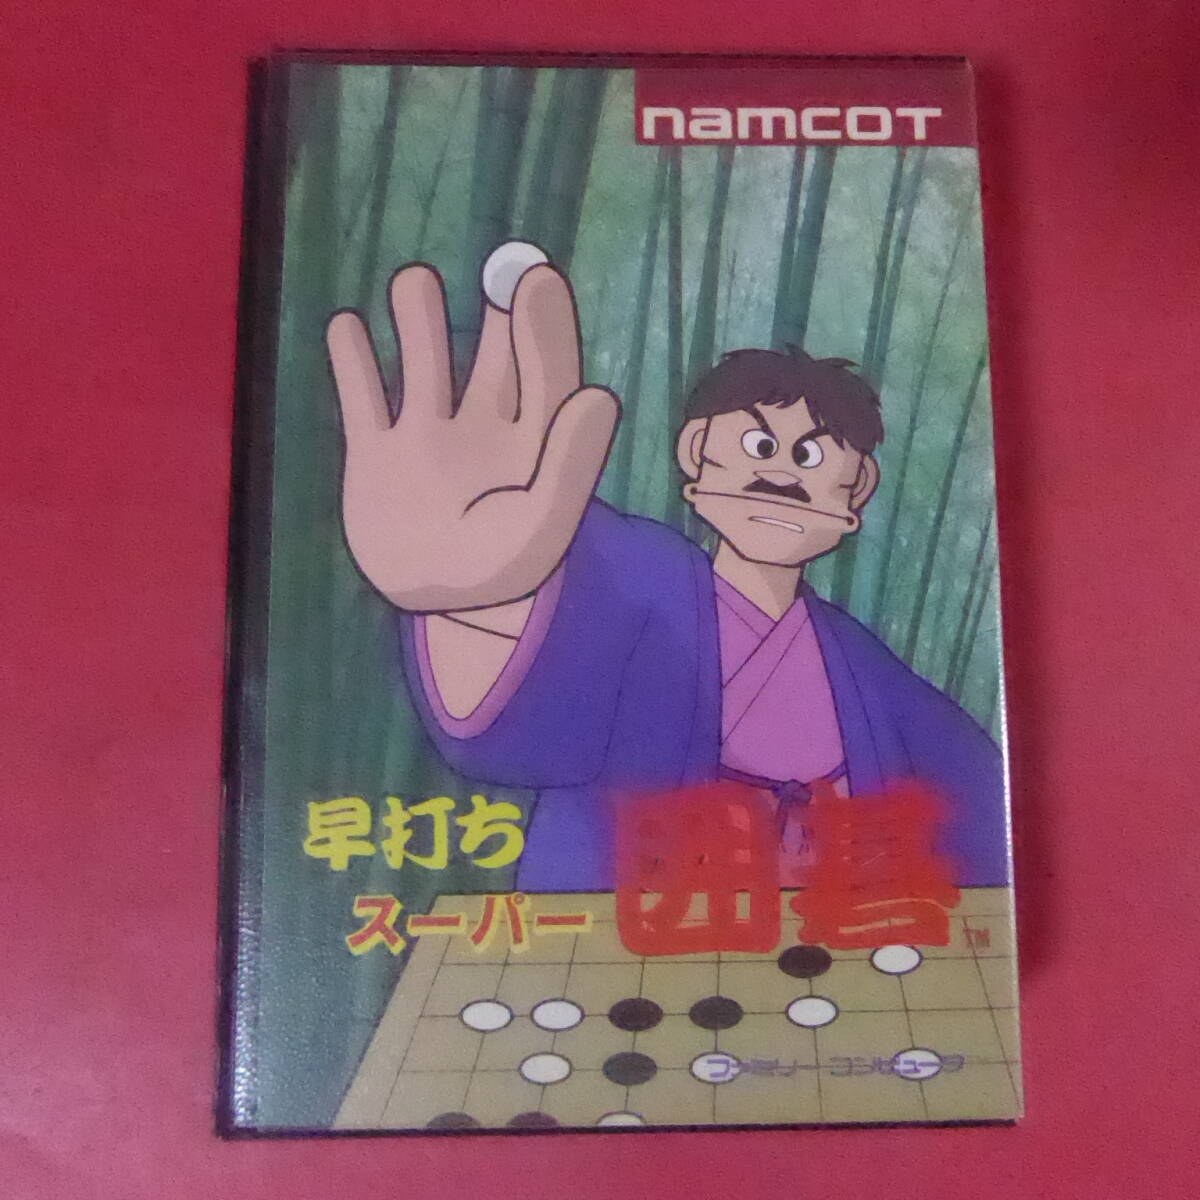 namcot
早打ち
スーパー 囲碁 TM
ファミリー コンピュータ